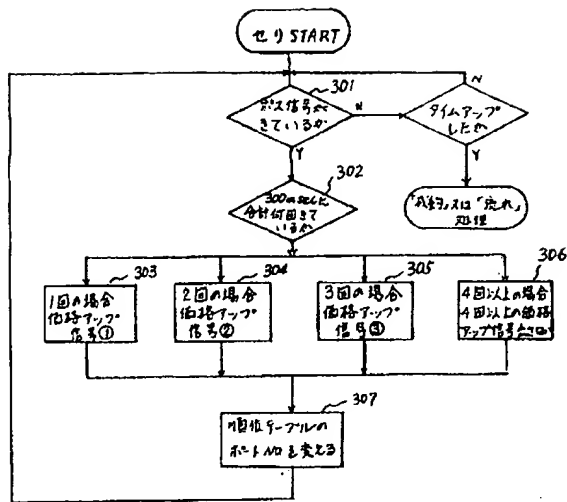 せりSTART
301
ポス信号が
きているか
N
N
タイムアップ
したか
Y
Y
302
300msec に
合計何回きて
いるか
「成約」又は「流れ」
処理
303
1回の場合
価格アップ
信号①
304
2回の場合
価格アップ
信号②
305
3回の場合
価格アップ
信号③
306
4回以上の場合
4回以上の価格
アップ信号
307
順位テーブルの
ポートNOを変える